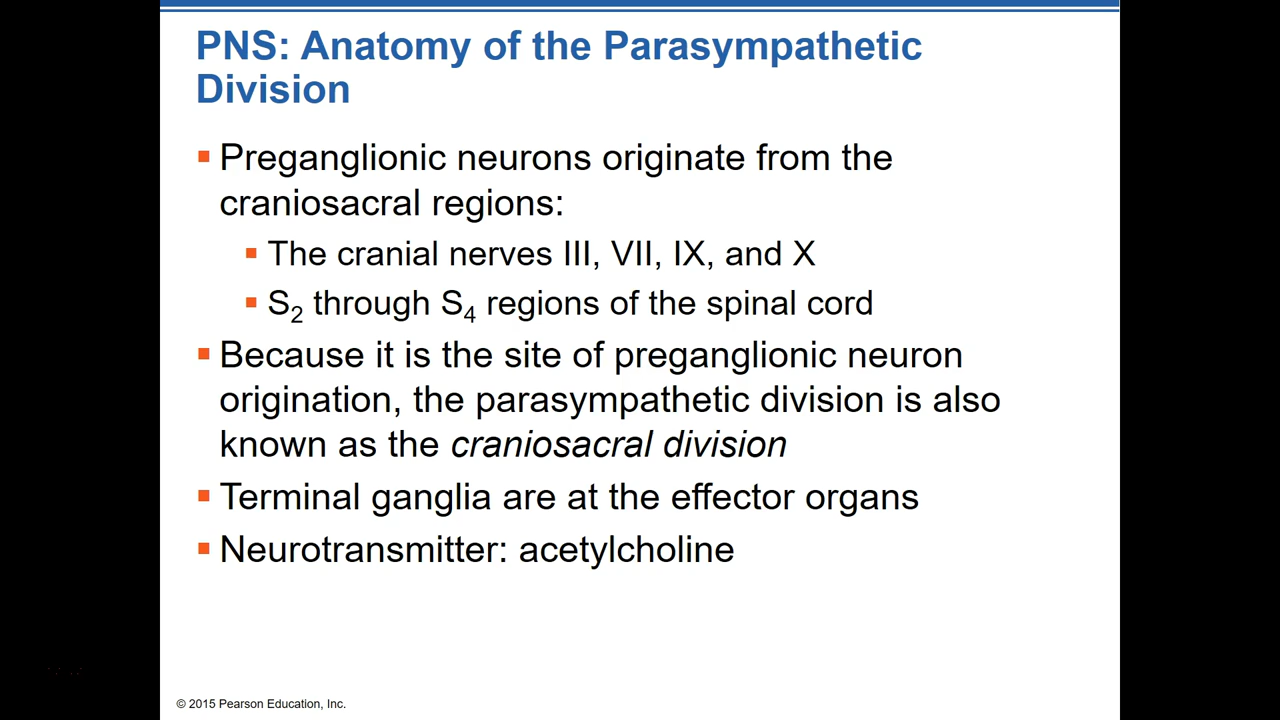 PNS: Anatomy of the Parasympathetic
Division
▪ Preganglionic neurons originate from the
craniosacral regions:
▪ The cranial nerves III, VII, IX, and X
▪ S₂ through S₄ regions of the spinal cord
▪ Because it is the site of preganglionic neuron
origination, the parasympathetic division is also
known as the craniosacral division
▪ Terminal ganglia are at the effector organs
▪ Neurotransmitter: acetylcholine
© 2015 Pearson Education, Inc.